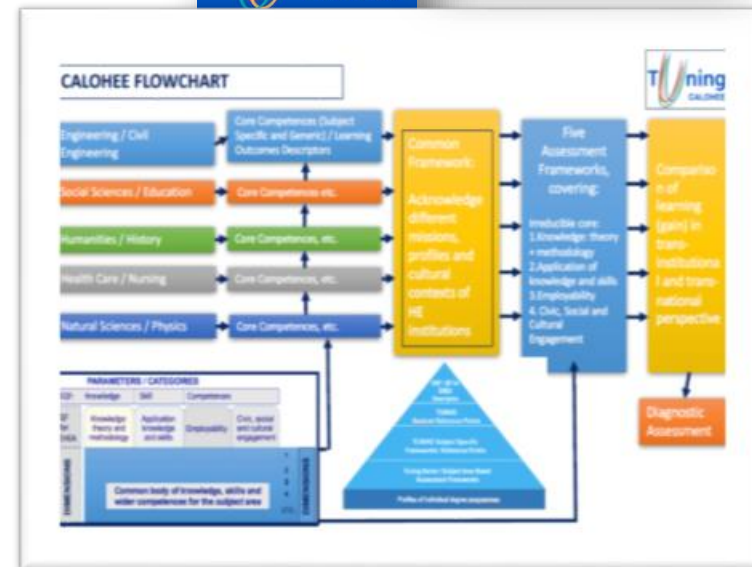 CALOHEE FLOWCHART
Tuning
CALOHEE
Engineering / Civil
Engineering
Core Competences (Subject
Specific and Generic) / Learning
Outcomes Descriptors
Social Sciences / Education
Core Competences etc.
Humanities / History
Core Competences, etc.
Health Care / Nursing
Core Competences, etc.
Natural Sciences / Physics
Core Competences, etc.
Common
Framework:
Acknowledge
different
missions,
profiles and
cultural
contexts of
HE
institutions
Five
Assessment
Frameworks,
covering:
Irreducible core:
1.Knowledge: theory
+ methodology
2.Application of
knowledge and skills
3.Employability
4. Civic, Social and
Cultural
Engagement
Compariso
n of
learning
(gain) in
trans-
institutiona
l and trans-
national
perspective
Diagnostic
Assessment
PARAMETERS / CATEGORIES
Knowledge
Skill
Competences
Knowledge
theory and
methodology
Application
knowledge
and skills
Employability
Civic, social
and cultural
engagement
DIMENSIONS
Common body of knowledge, skills and
wider competences for the subject area
Profiles of individual degree programmes